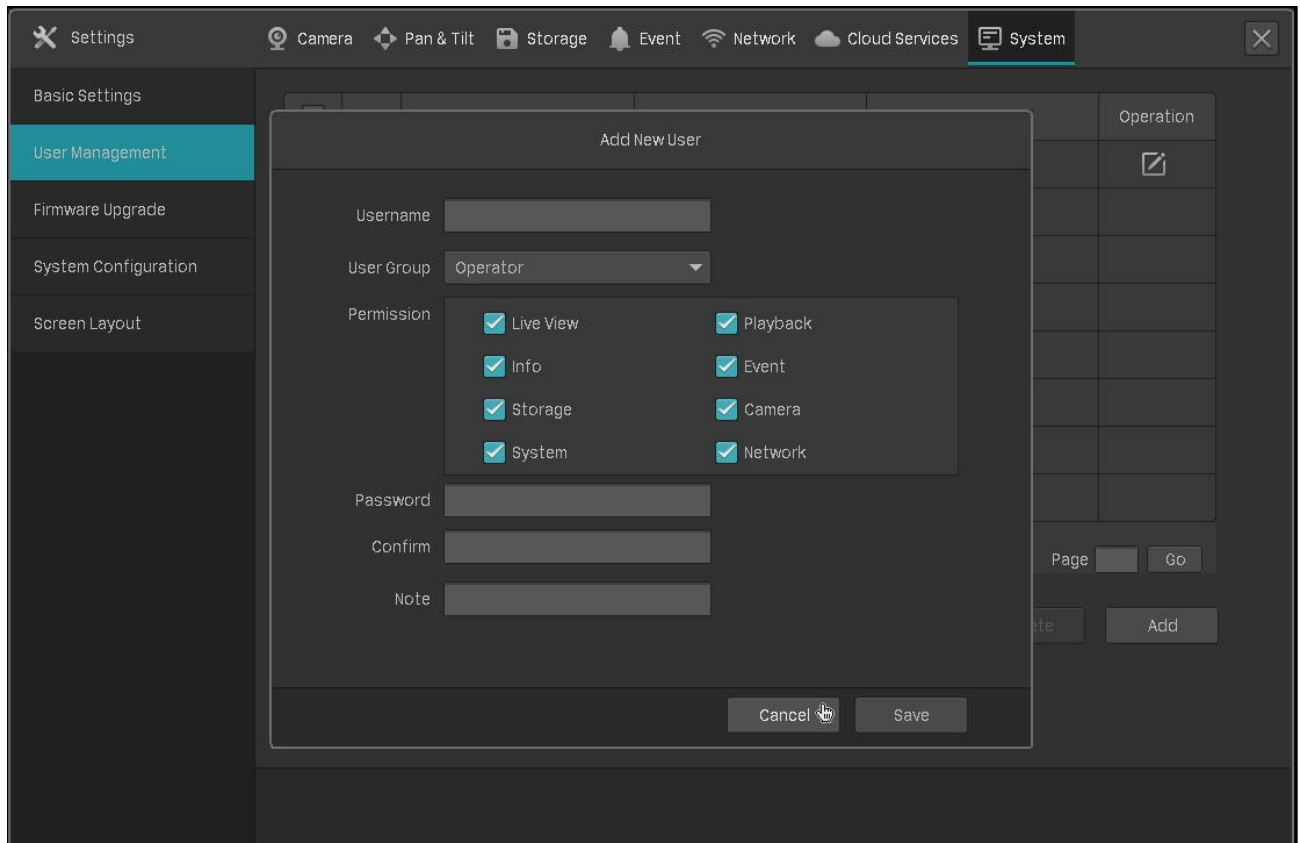 Settings Camera Pan & Tilt Storage Event Network Cloud Services System
Basic Settings
User Management
Firmware Upgrade
System Configuration
Screen Layout
Operation
Add New User
Username
User Group Operator
Permission
Live View Playback
Info Event
Storage Camera
System Network
Password
Confirm
Note
Page Go
Add
Cancel Save